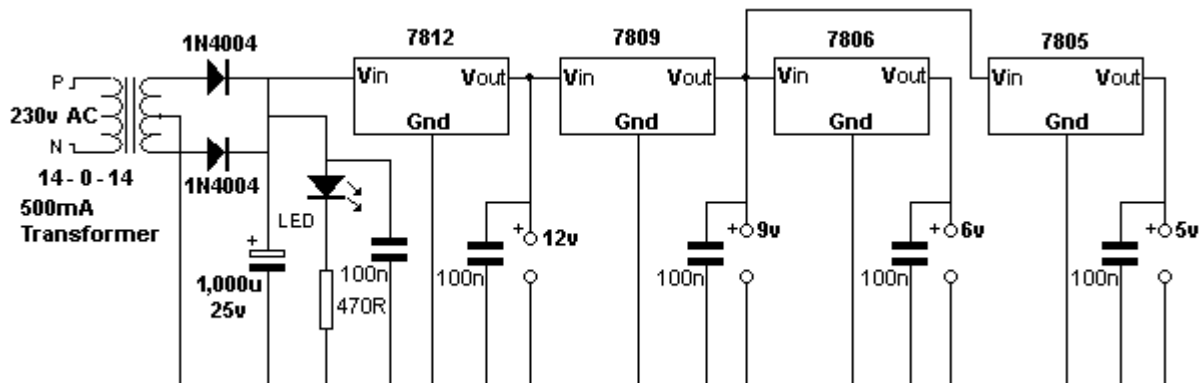 1N4004
7812
7809
7806
7805
P
Vin
Vout
Vin
Vout
Vin
Vout
Vin
Vout
230v AC
Gnd
Gnd
Gnd
Gnd
N
14 - 0 - 14
1N4004
500mA
Transformer
LED
+
+
12v
+
9v
+
6v
+
5v
1,000u
25v
100n
470R
100n
100n
100n
100n